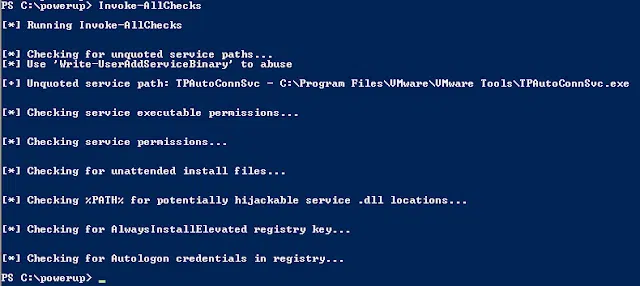 PS C:\powerup> Invoke-AllChecks
[*] Running Invoke-AllChecks
[*] Checking for unquoted service paths...
[*] Use 'Write-UserAddServiceBinary' to abuse
[+] Unquoted service path: TPAutoConnSvc - C:\Program Files\VMware\VMware Tools\TPAutoConnSvc.exe
[*] Checking service executable permissions...
[*] Checking service permissions...
[*] Checking for unattended install files...
[*] Checking %PATH% for potentially hijackable service .dll locations...
[*] Checking for AlwaysInstallElevated registry key...
[*] Checking for Autologon credentials in registry...
PS C:\powerup> _